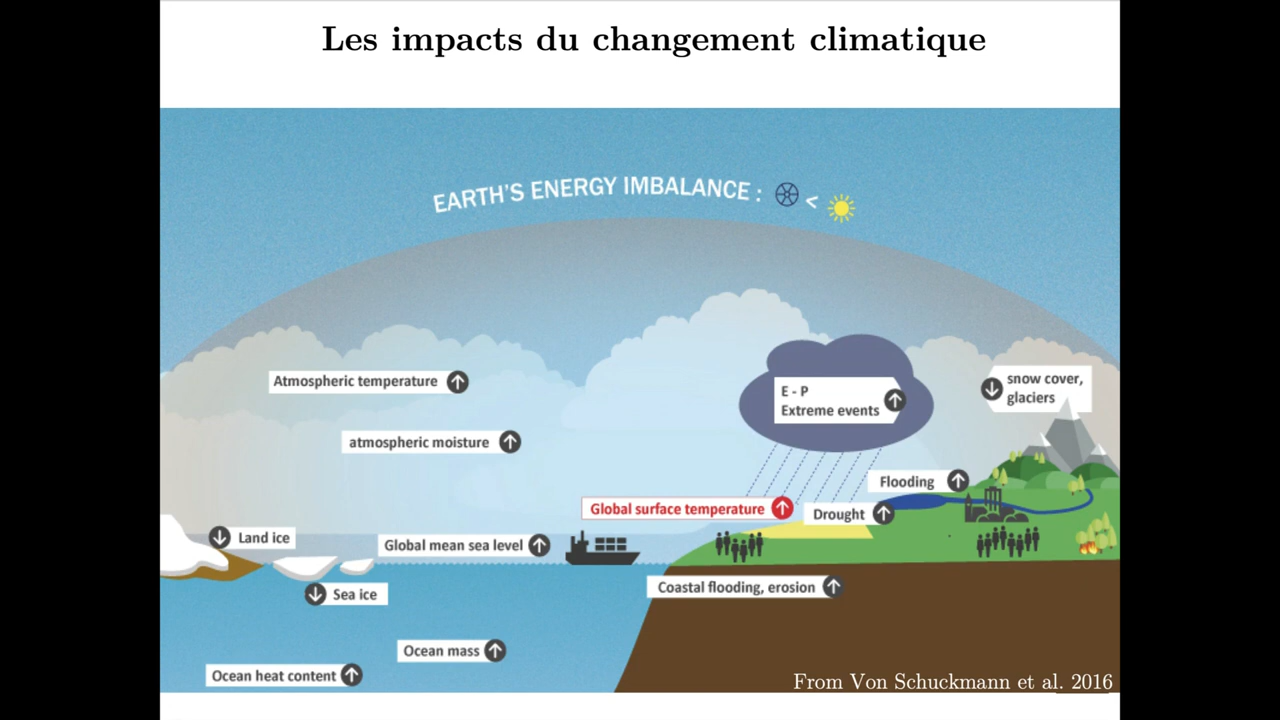 Les impacts du changement climatique
EARTH'S ENERGY IMBALANCE : <
Atmospheric temperature
atmospheric moisture
E - P
Extreme events
snow cover,
glaciers
Flooding
Global surface temperature
Drought
Land ice
Global mean sea level
Sea ice
Coastal flooding, erosion
Ocean mass
Ocean heat content
From Von Schuckmann et al. 2016